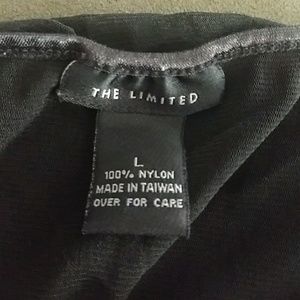 THE LIMITED
L
100% NYLON
MADE IN TAIWAN
OVER FOR CARE